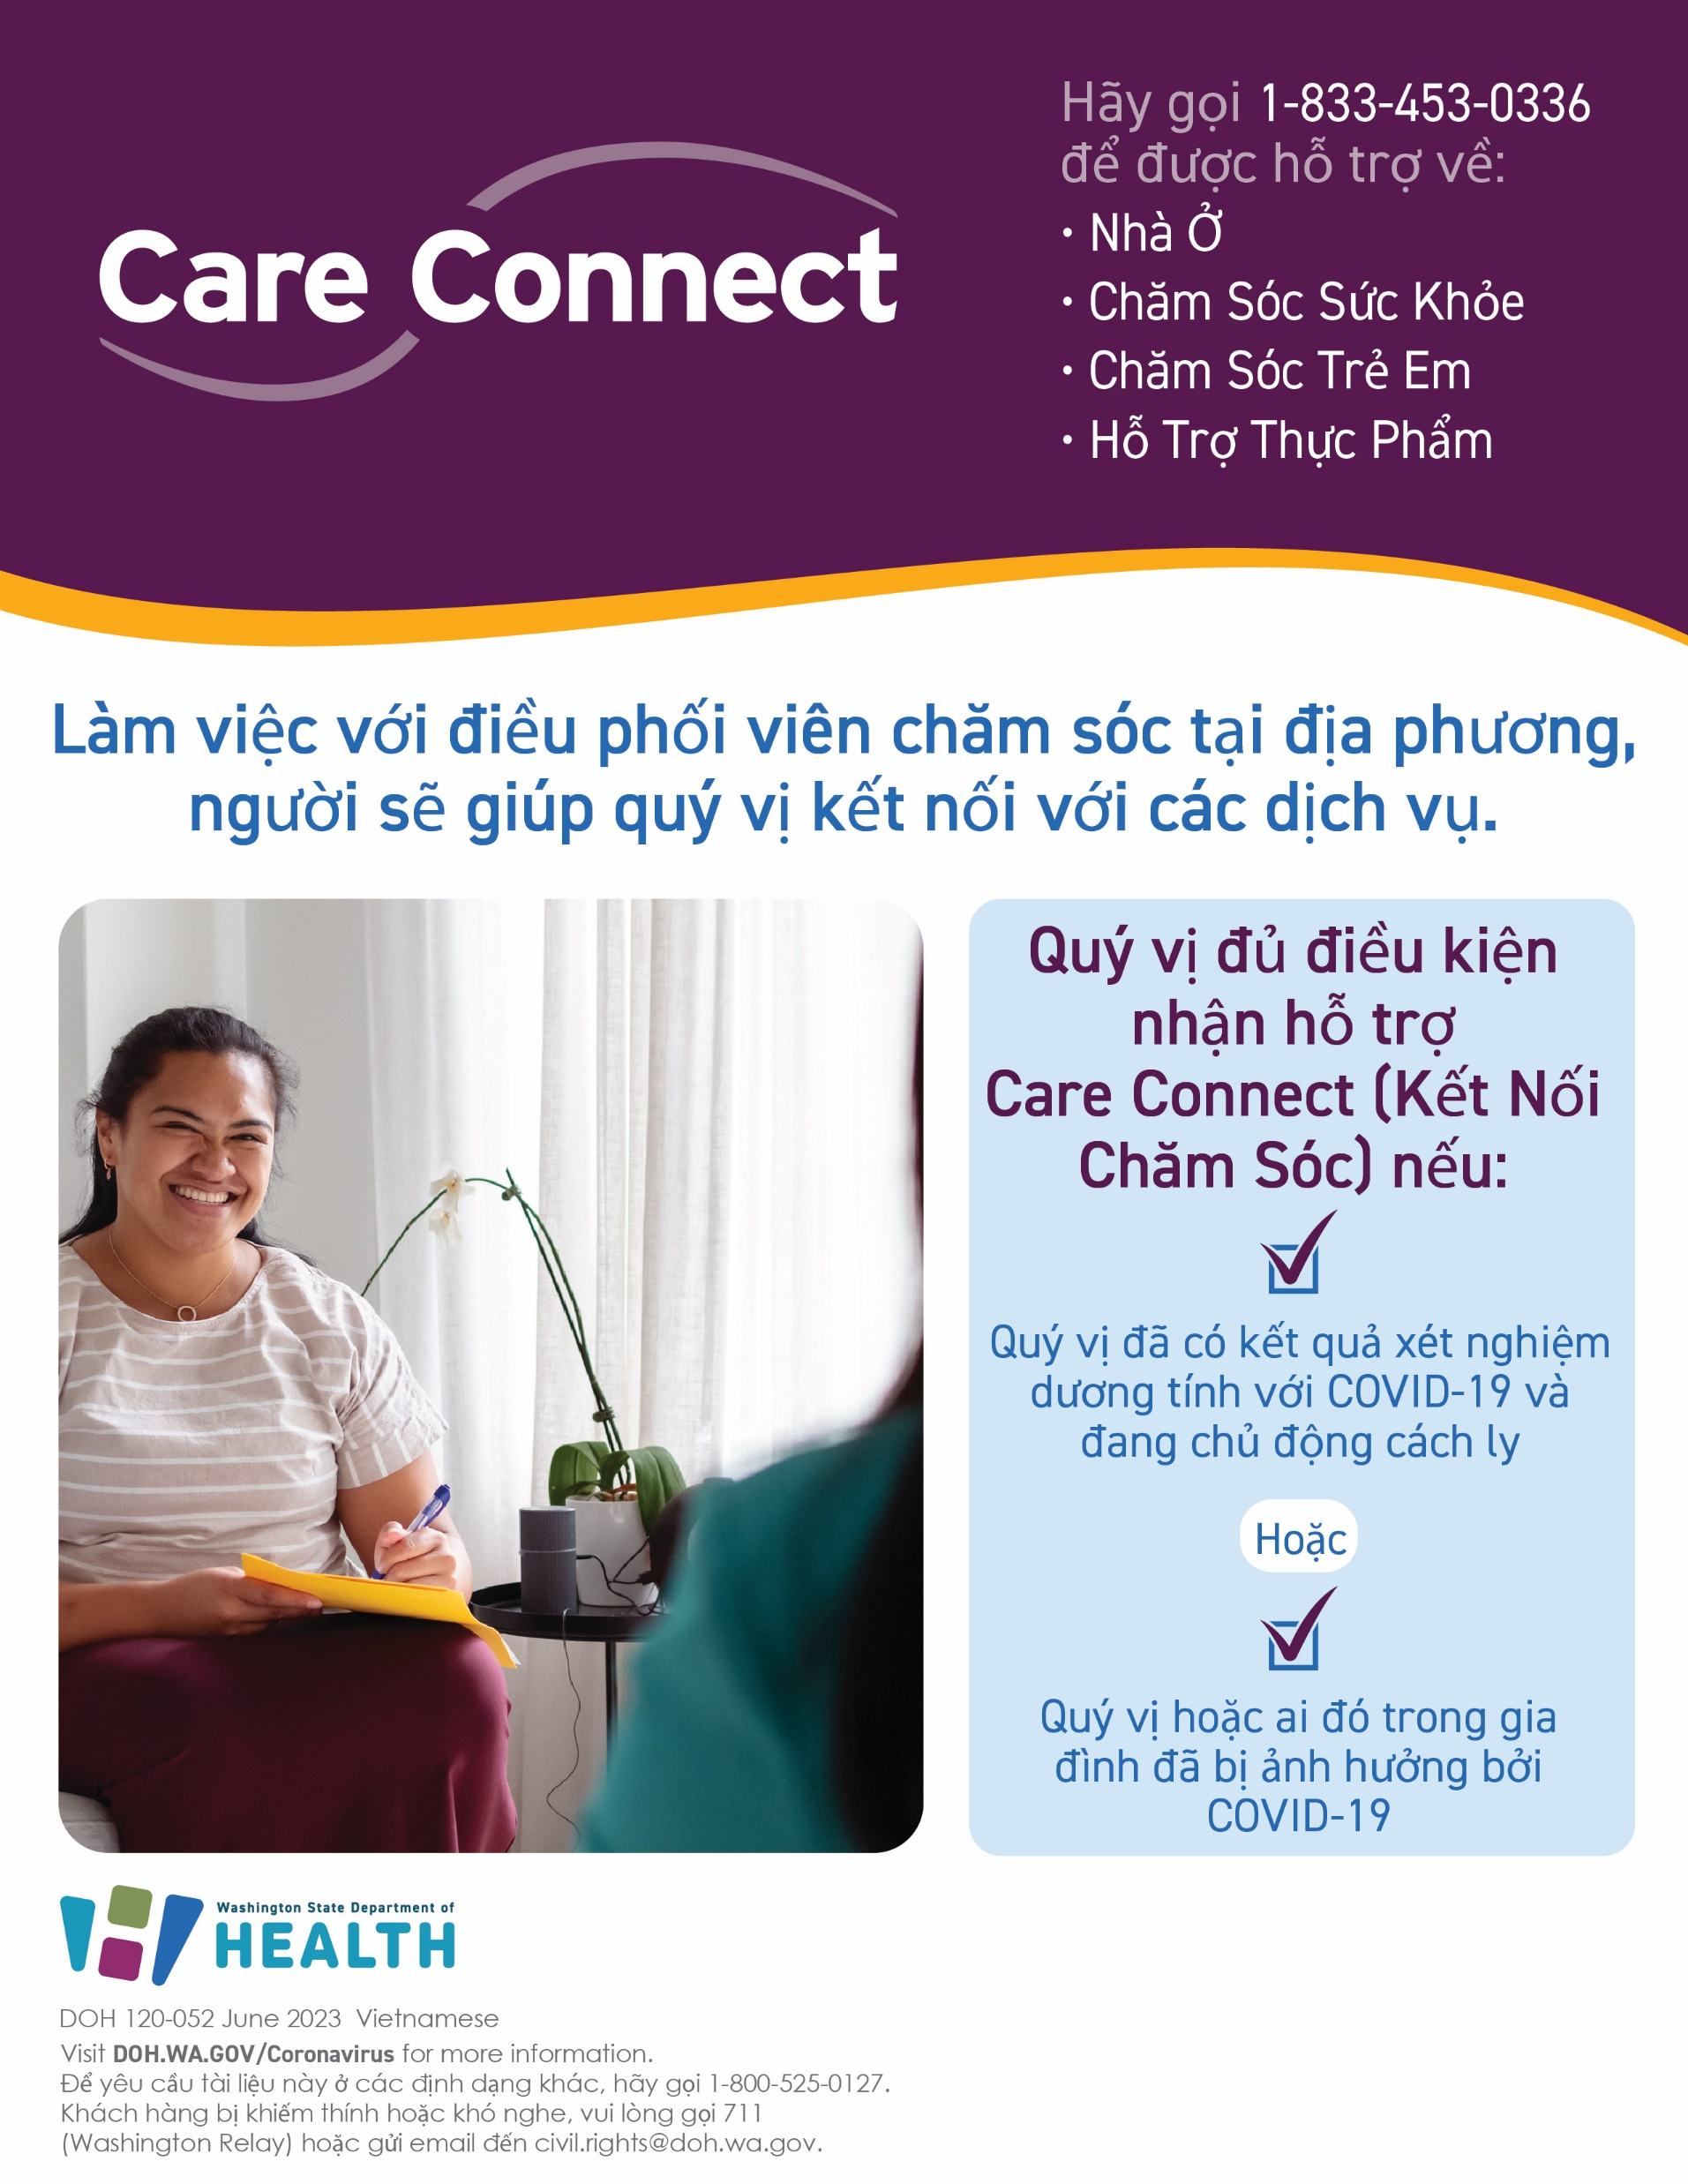 Care Connect
Hãy gọi 1-833-453-0336
để được hỗ trợ về:
• Nhà Ở
• Chăm Sóc Sức Khỏe
• Chăm Sóc Trẻ Em
• Hỗ Trợ Thực Phẩm
Làm việc với điều phối viên chăm sóc tại địa phương,
người sẽ giúp quý vị kết nối với các dịch vụ.
Quý vị đủ điều kiện
nhận hỗ trợ
Care Connect (Kết Nối
Chăm Sóc) nếu:
Quý vị đã có kết quả xét nghiệm
dương tính với COVID-19 và
đang chủ động cách ly
Hoặc
Quý vị hoặc ai đó trong gia
đình đã bị ảnh hưởng bởi
COVID-19
Washington State Department of
HEALTH
DOH 120-052 June 2023 Vietnamese
Visit DOH.WA.GOV/Coronavirus for more information.
Để yêu cầu tài liệu này ở các định dạng khác, hãy gọi 1-800-525-0127.
Khách hàng bị khiếm thính hoặc khó nghe, vui lòng gọi 711
(Washington Relay) hoặc gửi email đến civil.rights@doh.wa.gov.